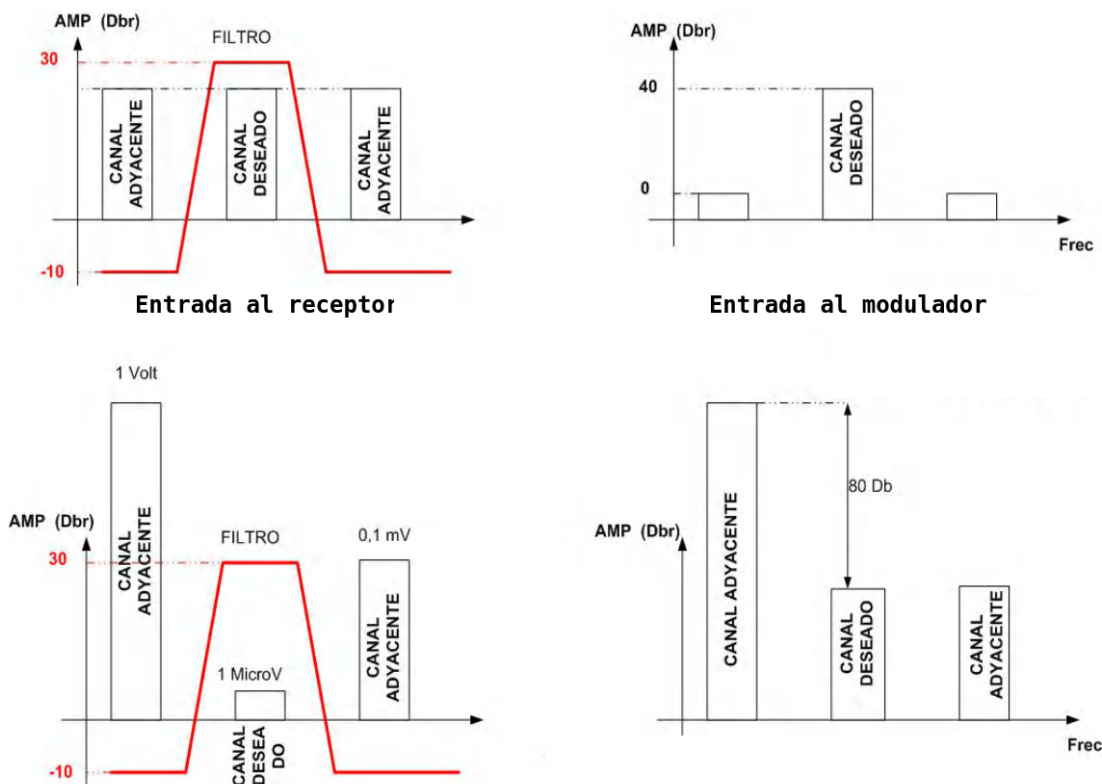 AMP (Dbr)
30
FILTRO
CANAL
ADYACENTE
CANAL
DESEADO
CANAL
ADYACENTE
-10
Entrada al receptor
AMP (Dbr)
40
CANAL
DESEADO
0
Frec
Entrada al modulador
1 Volt
CANAL
ADYACENTE
AMP (Dbr)
30
FILTRO
0,1 mV
CANAL
ADYACENTE
1 MicroV
CANAL
DESEA
DO
-10
80 Db
AMP (Dbr)
CANAL ADYACENTE
CANAL
DESEADO
CANAL
ADYACENTE
Frec